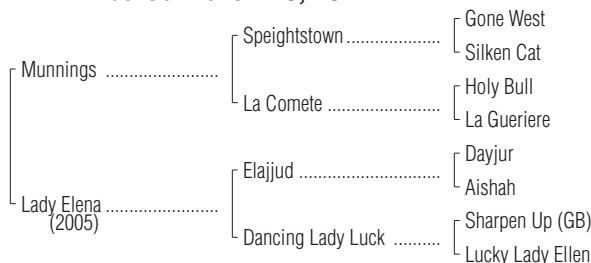 Gone West
Speightstown ...................
Silken Cat
Munnings .......................
Holy Bull
La Comete .......................
La Gueriere
Dayjur
Elajjud .............................
Aishah
Lady Elena .......................
(2005)
Sharpen Up (GB)
Dancing Lady Luck ..........
Lucky Lady Ellen